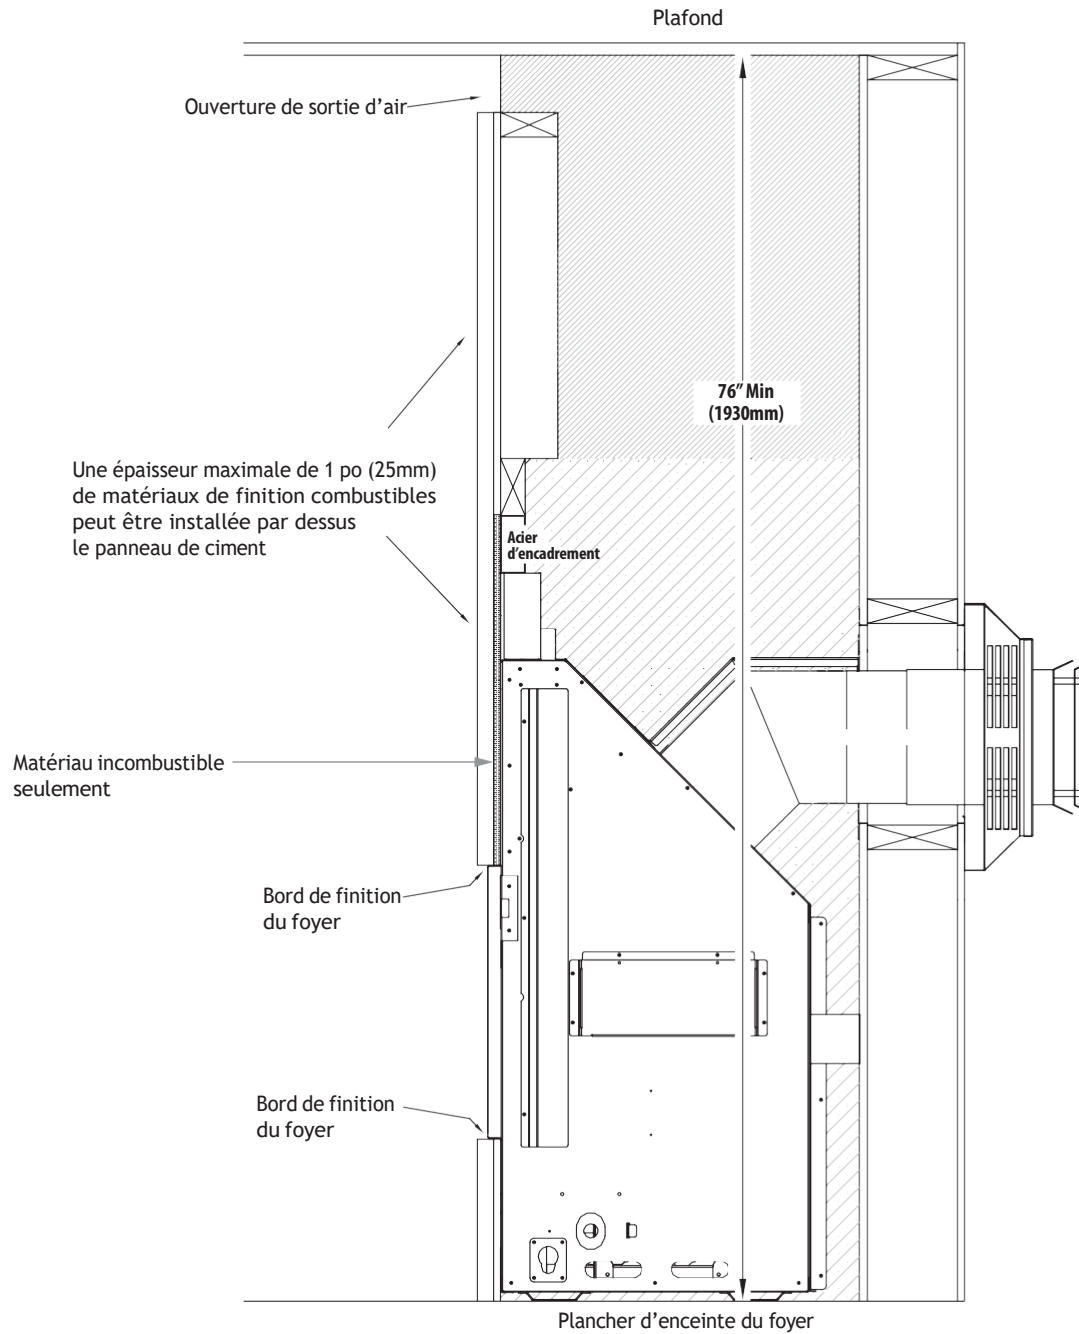 Plafond
Ouverture de sortie d’air
76” Min
(1930mm)
Une épaisseur maximale de 1 po (25mm)
de matériaux de finition combustibles
peut être installée par dessus
le panneau de ciment
Acier
d’encadrement
Matériau incombustible
seulement
Bord de finition
du foyer
Bord de finition
du foyer
Plancher d’enceinte du foyer